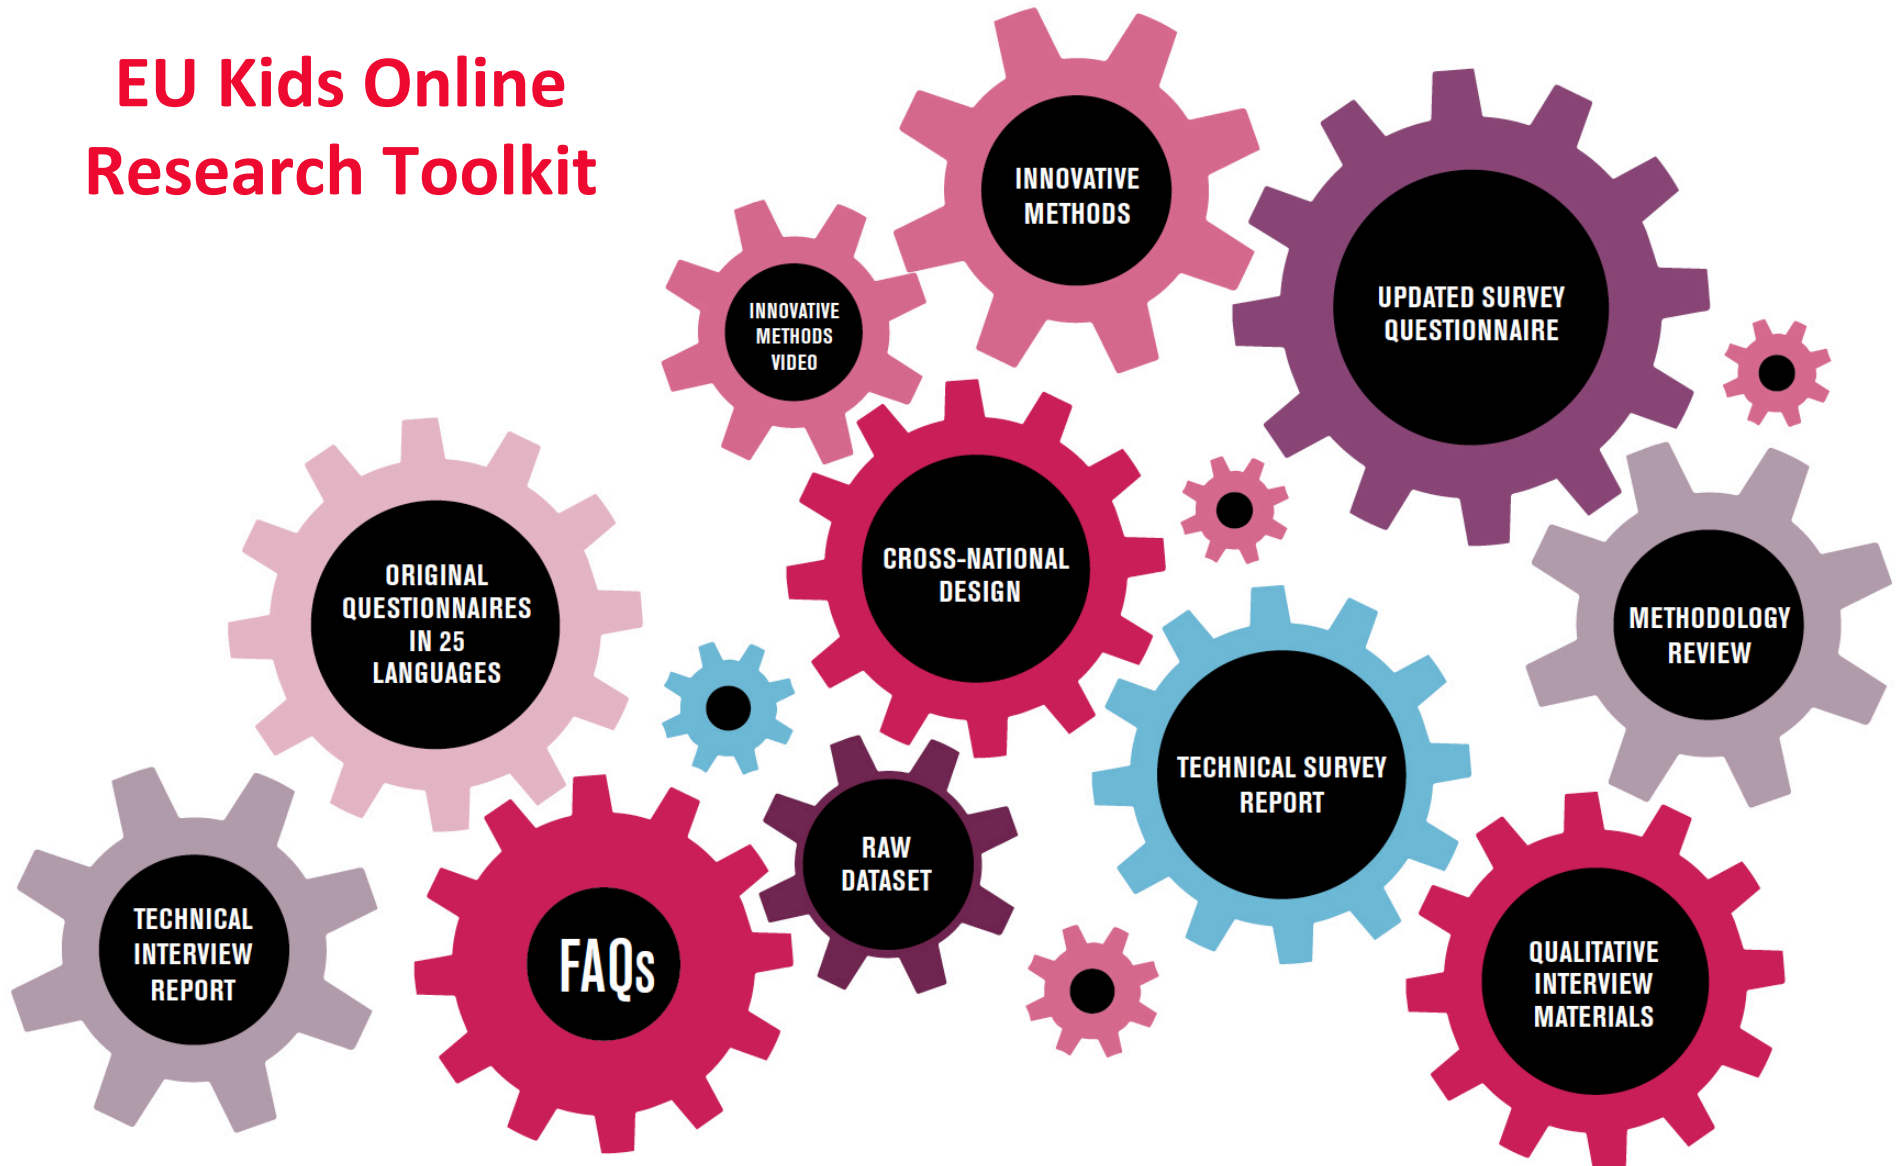 EU Kids Online
Research Toolkit
INNOVATIVE
METHODS
UPDATED SURVEY
QUESTIONNAIRE
INNOVATIVE
METHODS
VIDEO
ORIGINAL
QUESTIONNAIRES
IN 25
LANGUAGES
CROSS-NATIONAL
DESIGN
METHODOLOGY
REVIEW
TECHNICAL SURVEY
REPORT
RAW
DATASET
TECHNICAL
INTERVIEW
REPORT
FAQs
QUALITATIVE
INTERVIEW
MATERIALS